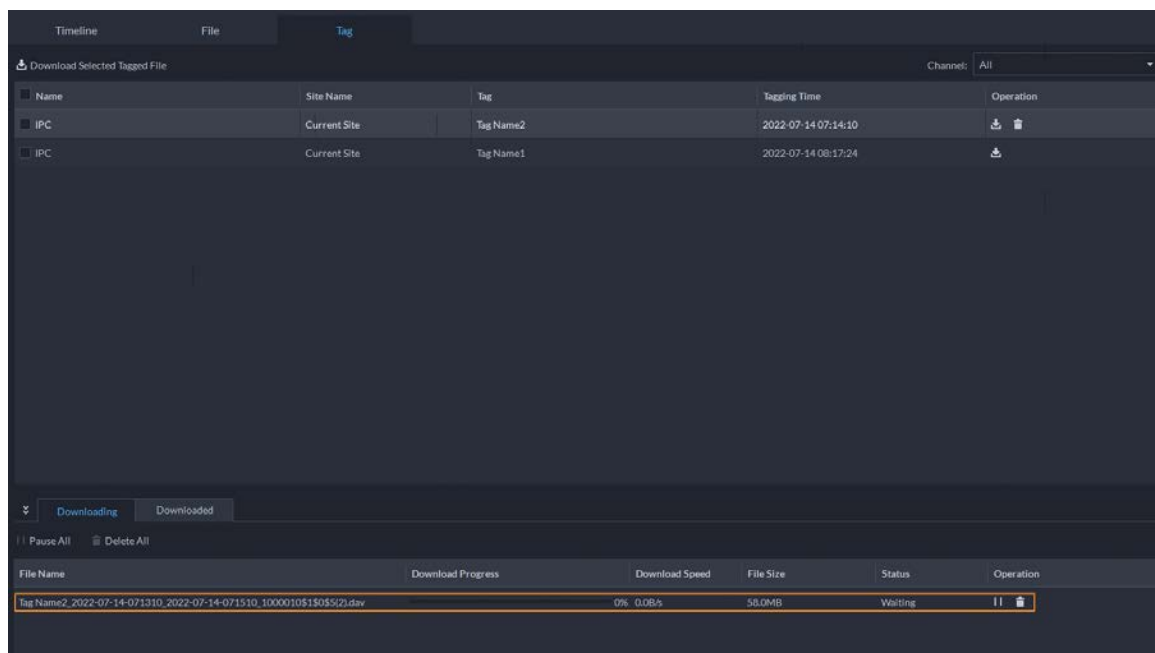 Timeline File Tag
Download Selected Tagged File Channel: All
Name Site Name Tag Tagging Time Operation
IPC Current Site Tag Name2 2022-07-14 07:14:10
IPC Current Site Tag Name1 2022-07-14 08:17:24
Downloading Downloaded
Pause All Delete All
File Name Download Progress Download Speed File Size Status Operation
Tag Name2_2022-07-14-071310_2022-07-14-071510_1000010$1$0$5(2).dav 0% 0.0B/s 58.0MB Waiting